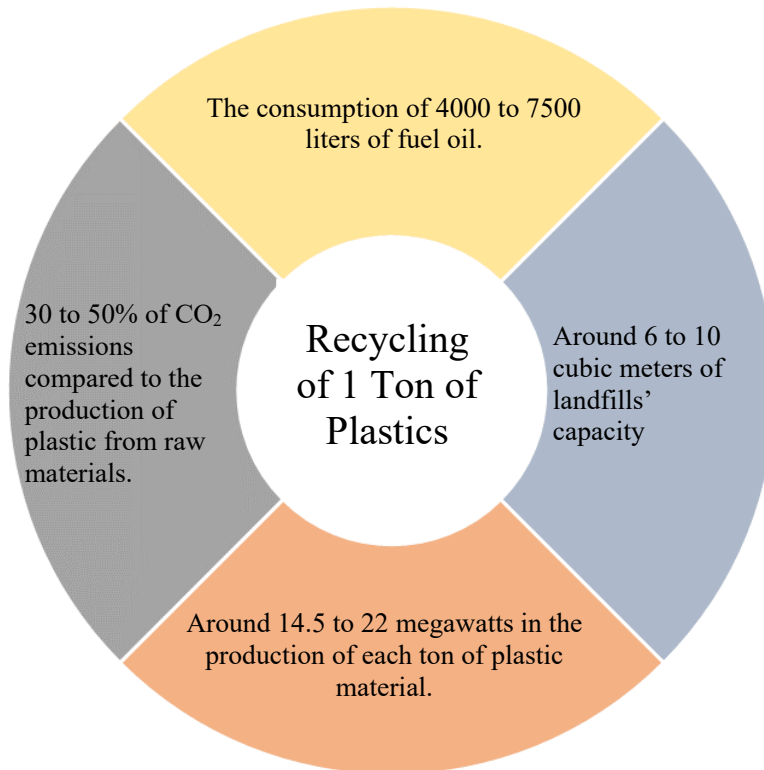 The consumption of 4000 to 7500
liters of fuel oil.
30 to 50% of CO₂
emissions
compared to the
production of
plastic from raw
materials.
Recycling
of 1 Ton of
Plastics
Around 6 to 10
cubic meters of
landfills’
capacity
Around 14.5 to 22 megawatts in the
production of each ton of plastic
material.